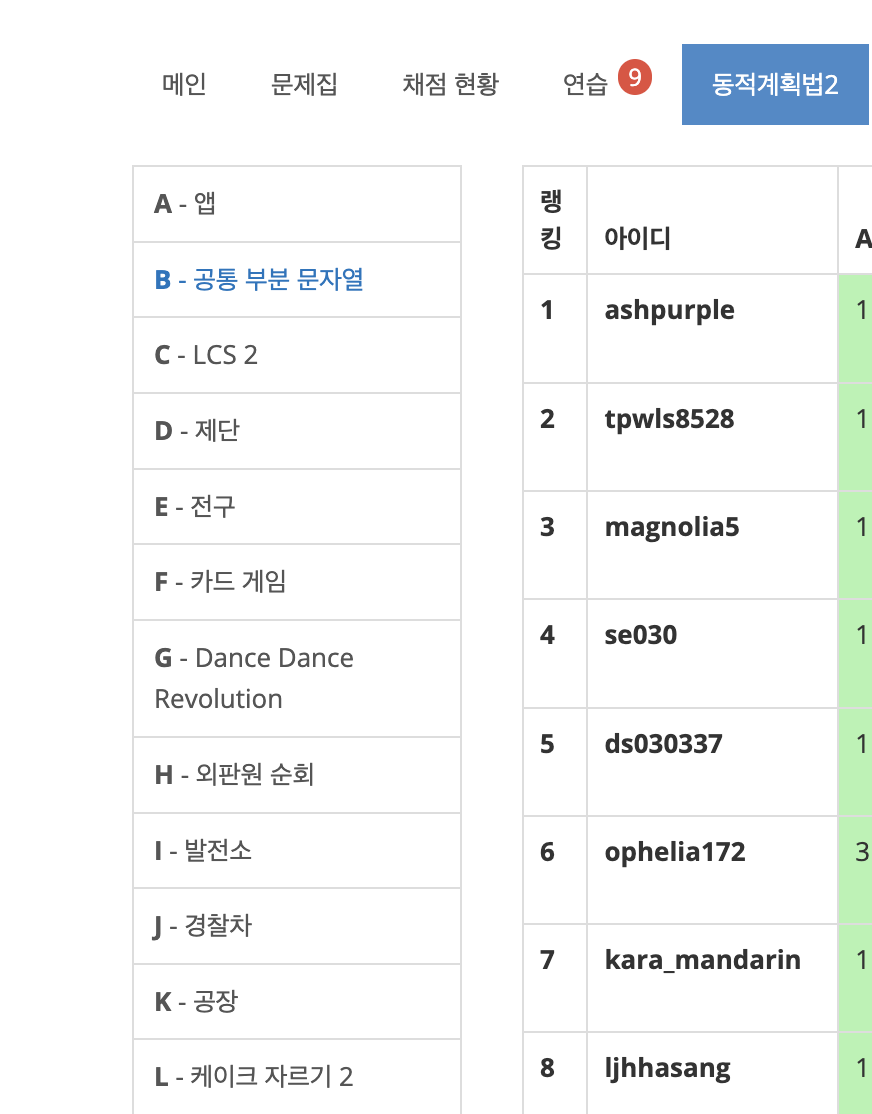 메인 문제집 채점 현황 연습 9 동적계획법2
A - 앱
B - 공통 부분 문자열
C - LCS 2
D - 제단
E - 전구
F - 카드 게임
G - Dance Dance
Revolution
H - 외판원 순회
I - 발전소
J - 경찰차
K - 공장
L - 케이크 자르기 2
랭
킹 아이디 A
1 ashpurple 1
2 tpwls8528 1
3 magnolia5 1
4 se030 1
5 ds030337 1
6 ophelia172 3
7 kara_mandarin 1
8 ljhhasang 1